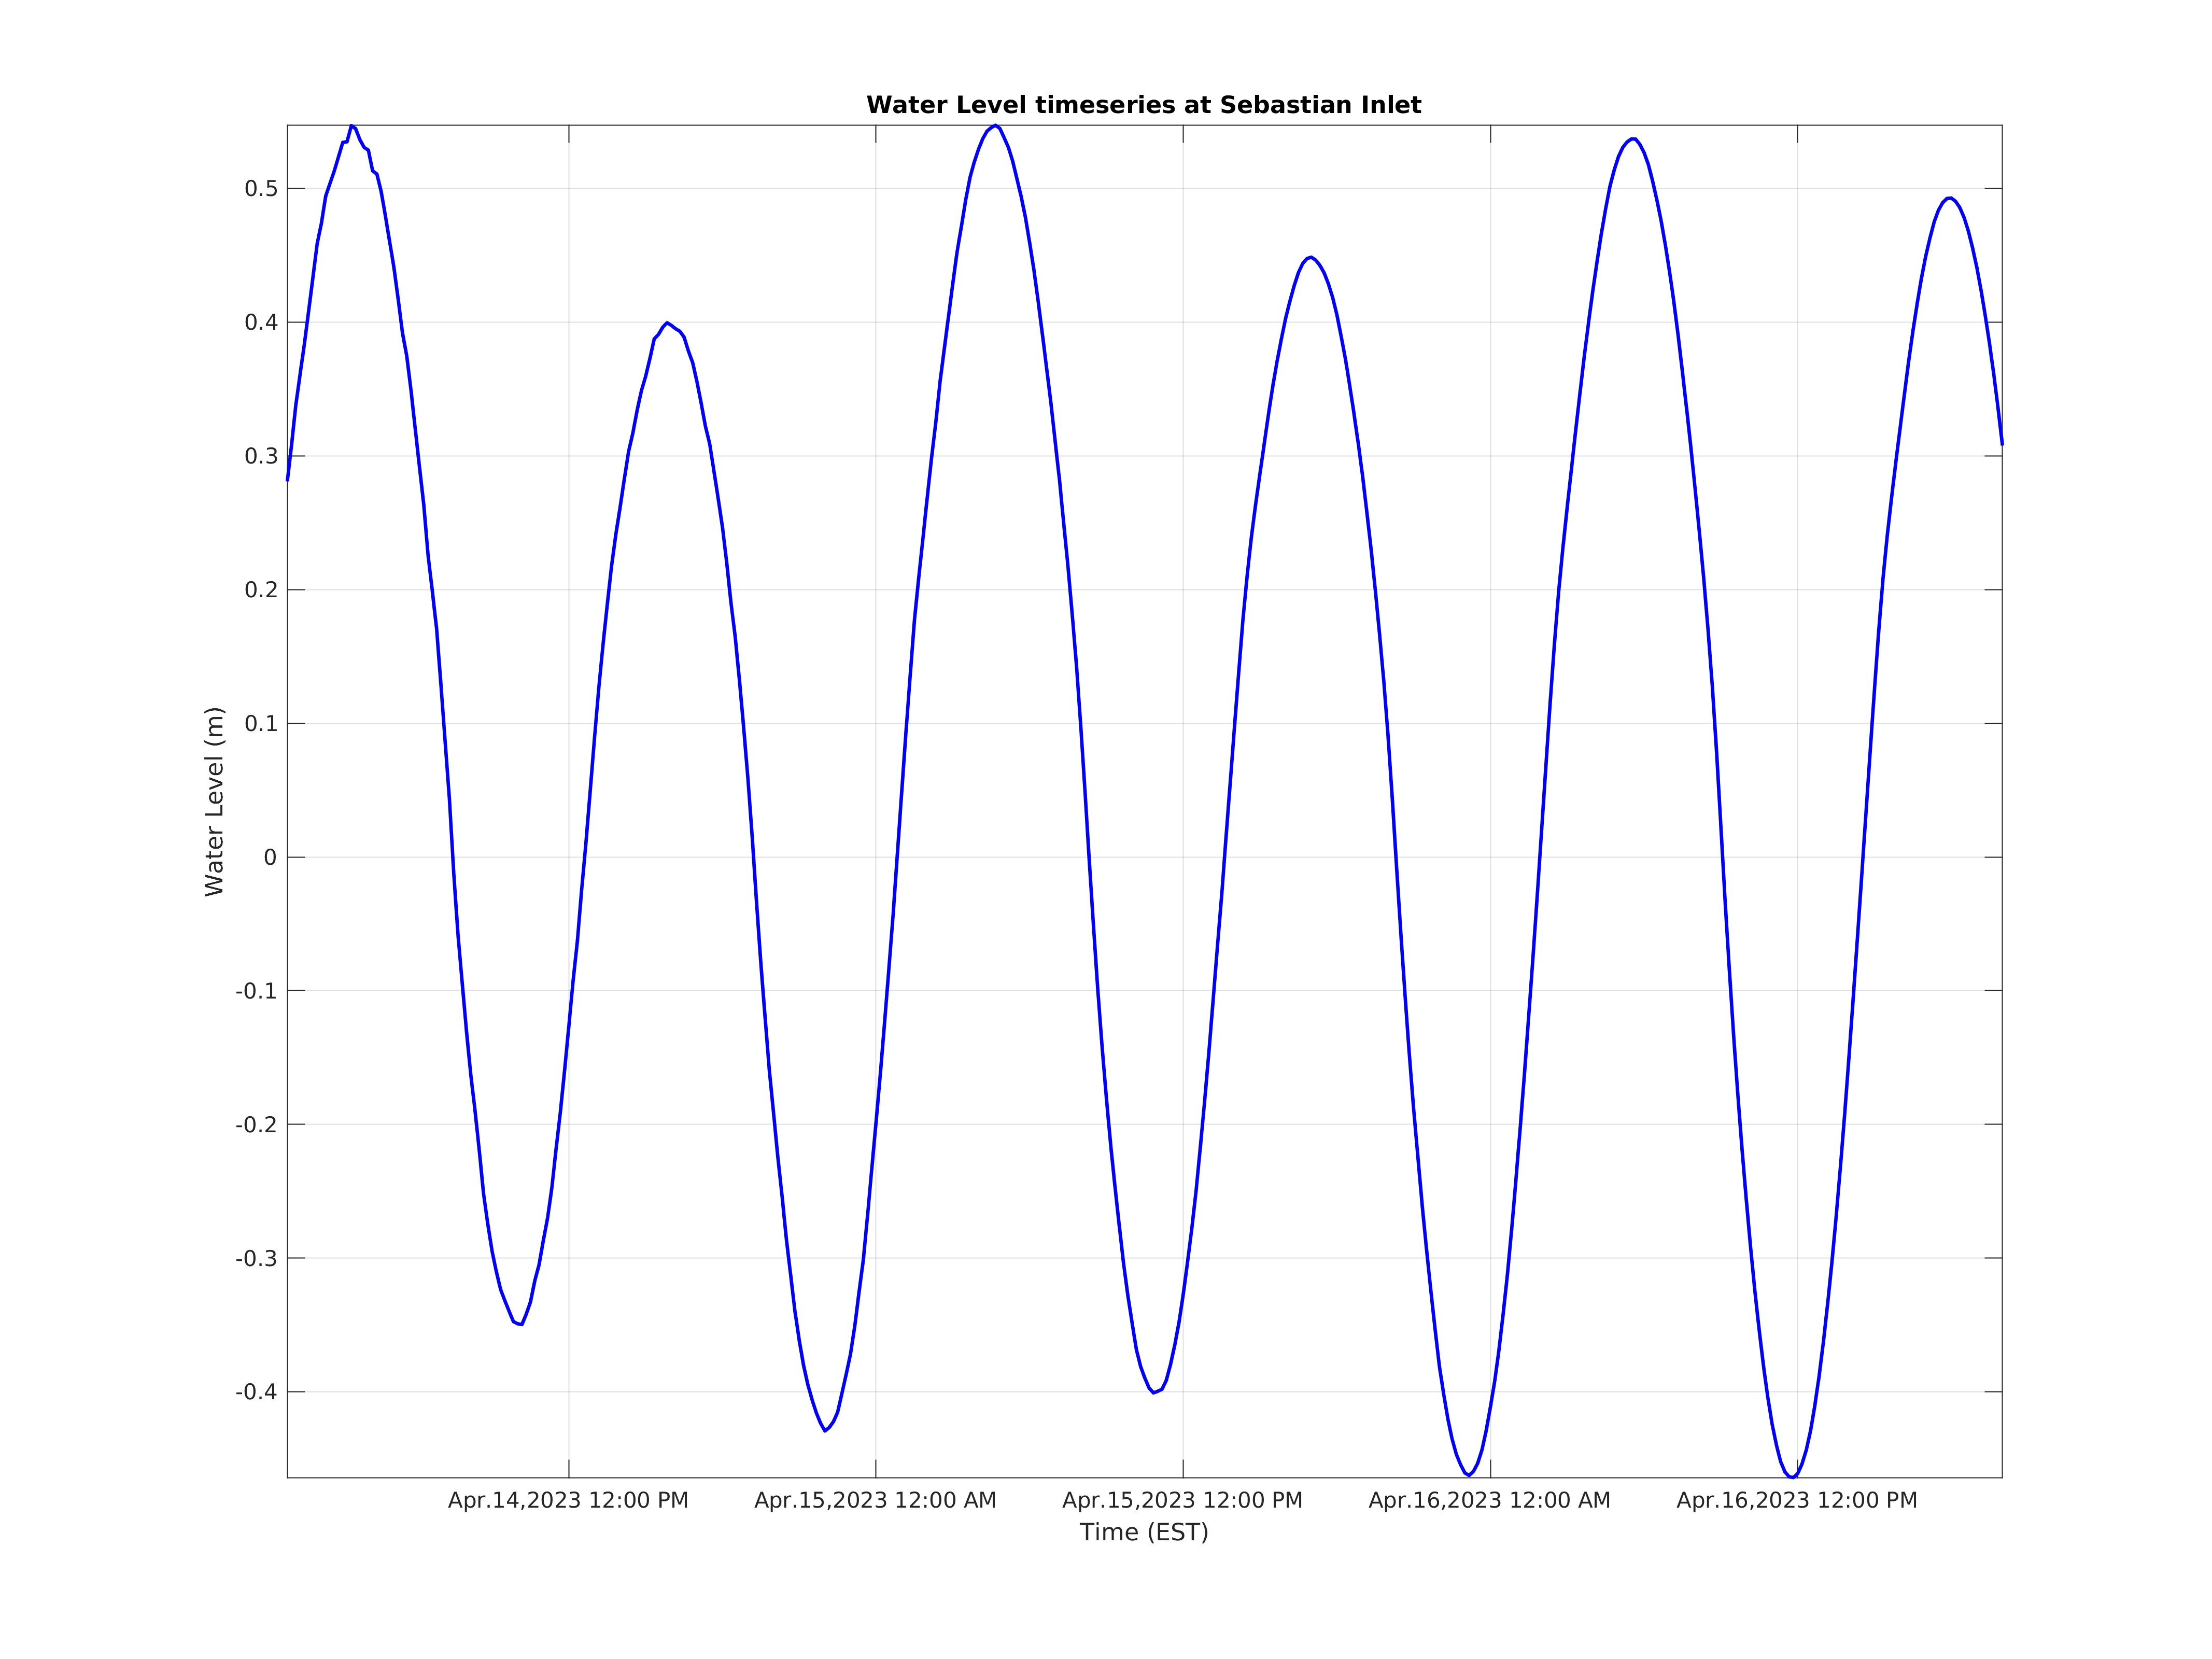 Water Level timeseries at Sebastian Inlet
0.5
0.4
0.3
0.2
0.1
0
-0.1
-0.2
-0.3
-0.4
Water Level (m)
Apr.14,2023 12:00 PM
Apr.15,2023 12:00 AM
Apr.15,2023 12:00 PM
Apr.16,2023 12:00 AM
Apr.16,2023 12:00 PM
Time (EST)